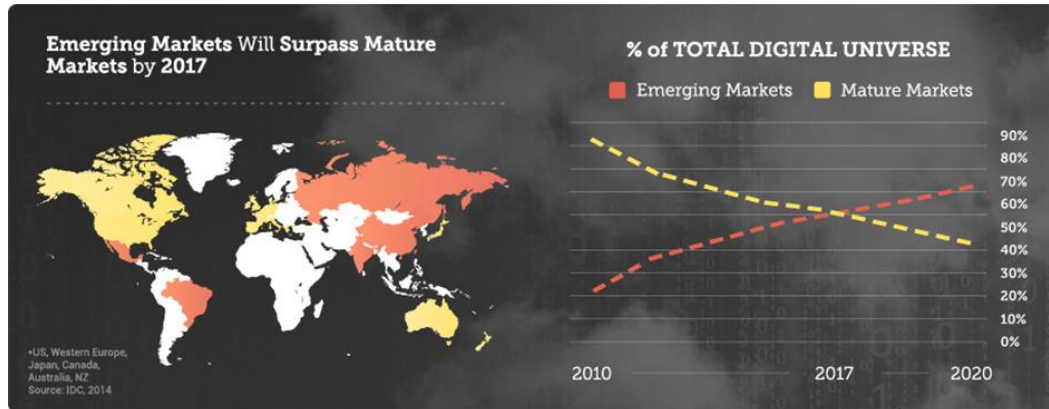 Emerging Markets Will Surpass Mature
Markets by 2017
% of TOTAL DIGITAL UNIVERSE
Emerging Markets
Mature Markets
90%
80%
70%
60%
50%
40%
30%
20%
10%
0%
2010
2017
2020
*US, Western Europe,
Japan, Canada,
Australia, NZ
Source: IDC, 2014